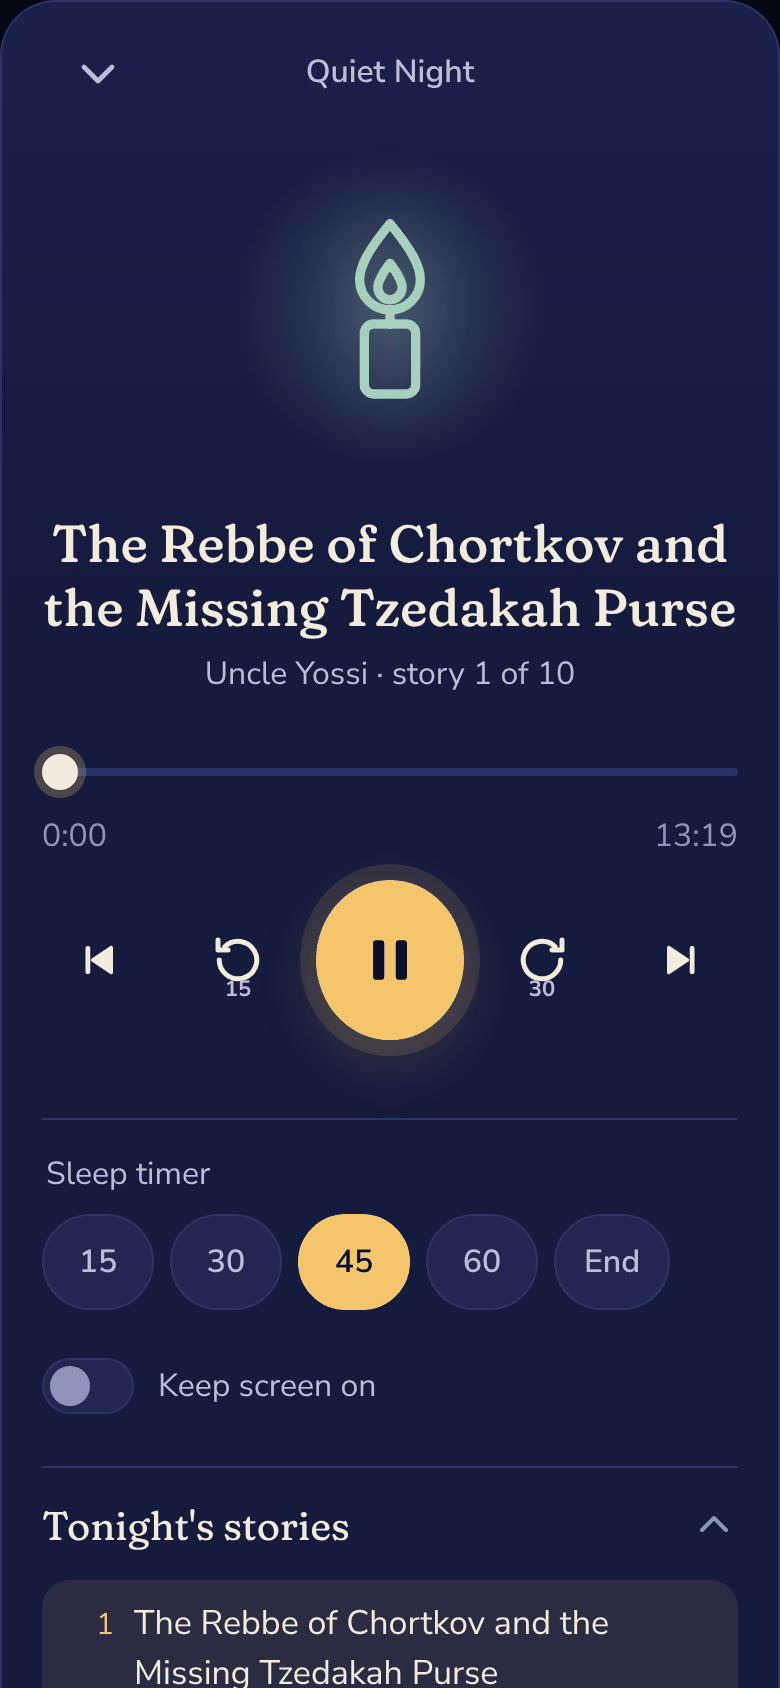 Quiet Night
The Rebbe of Chortkov and
the Missing Tzedakah Purse
Uncle Yossi · story 1 of 10
0:00
13:19
15
30
Sleep timer
15
30
45
60
End
Keep screen on
Tonight's stories
1 The Rebbe of Chortkov and the
Missing Tzedakah Purse